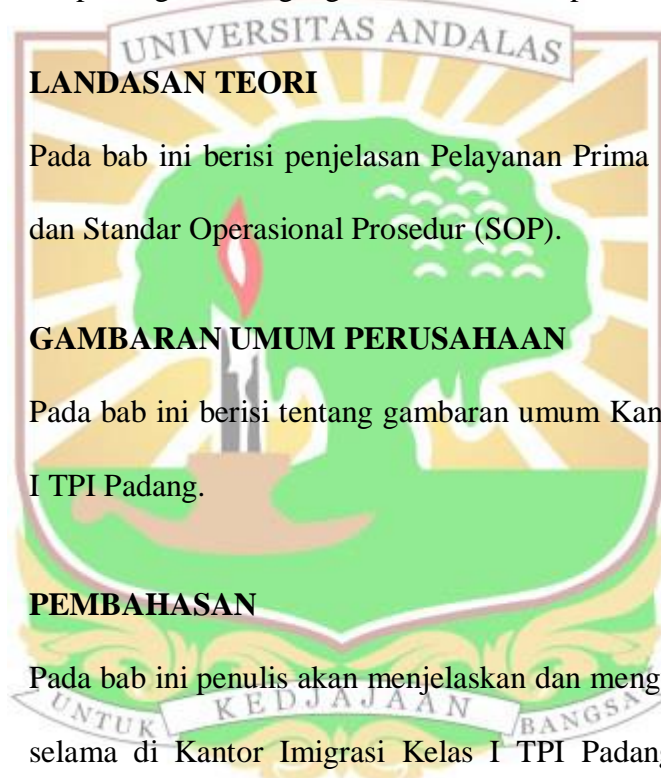 UNIVERSITAS ANDALAS
LANDASAN TEORI
Pada bab ini berisi penjelasan Pelayanan Prima
dan Standar Operasional Prosedur (SOP).
GAMBARAN UMUM PERUSAHAAN
Pada bab ini berisi tentang gambaran umum Kan
I TPI Padang.
PEMBAHASAN
Pada bab ini penulis akan menjelaskan dan meng
UNTUK KEDJAJAAN BANGSA
selama di Kantor Imigrasi Kelas I TPI Padang